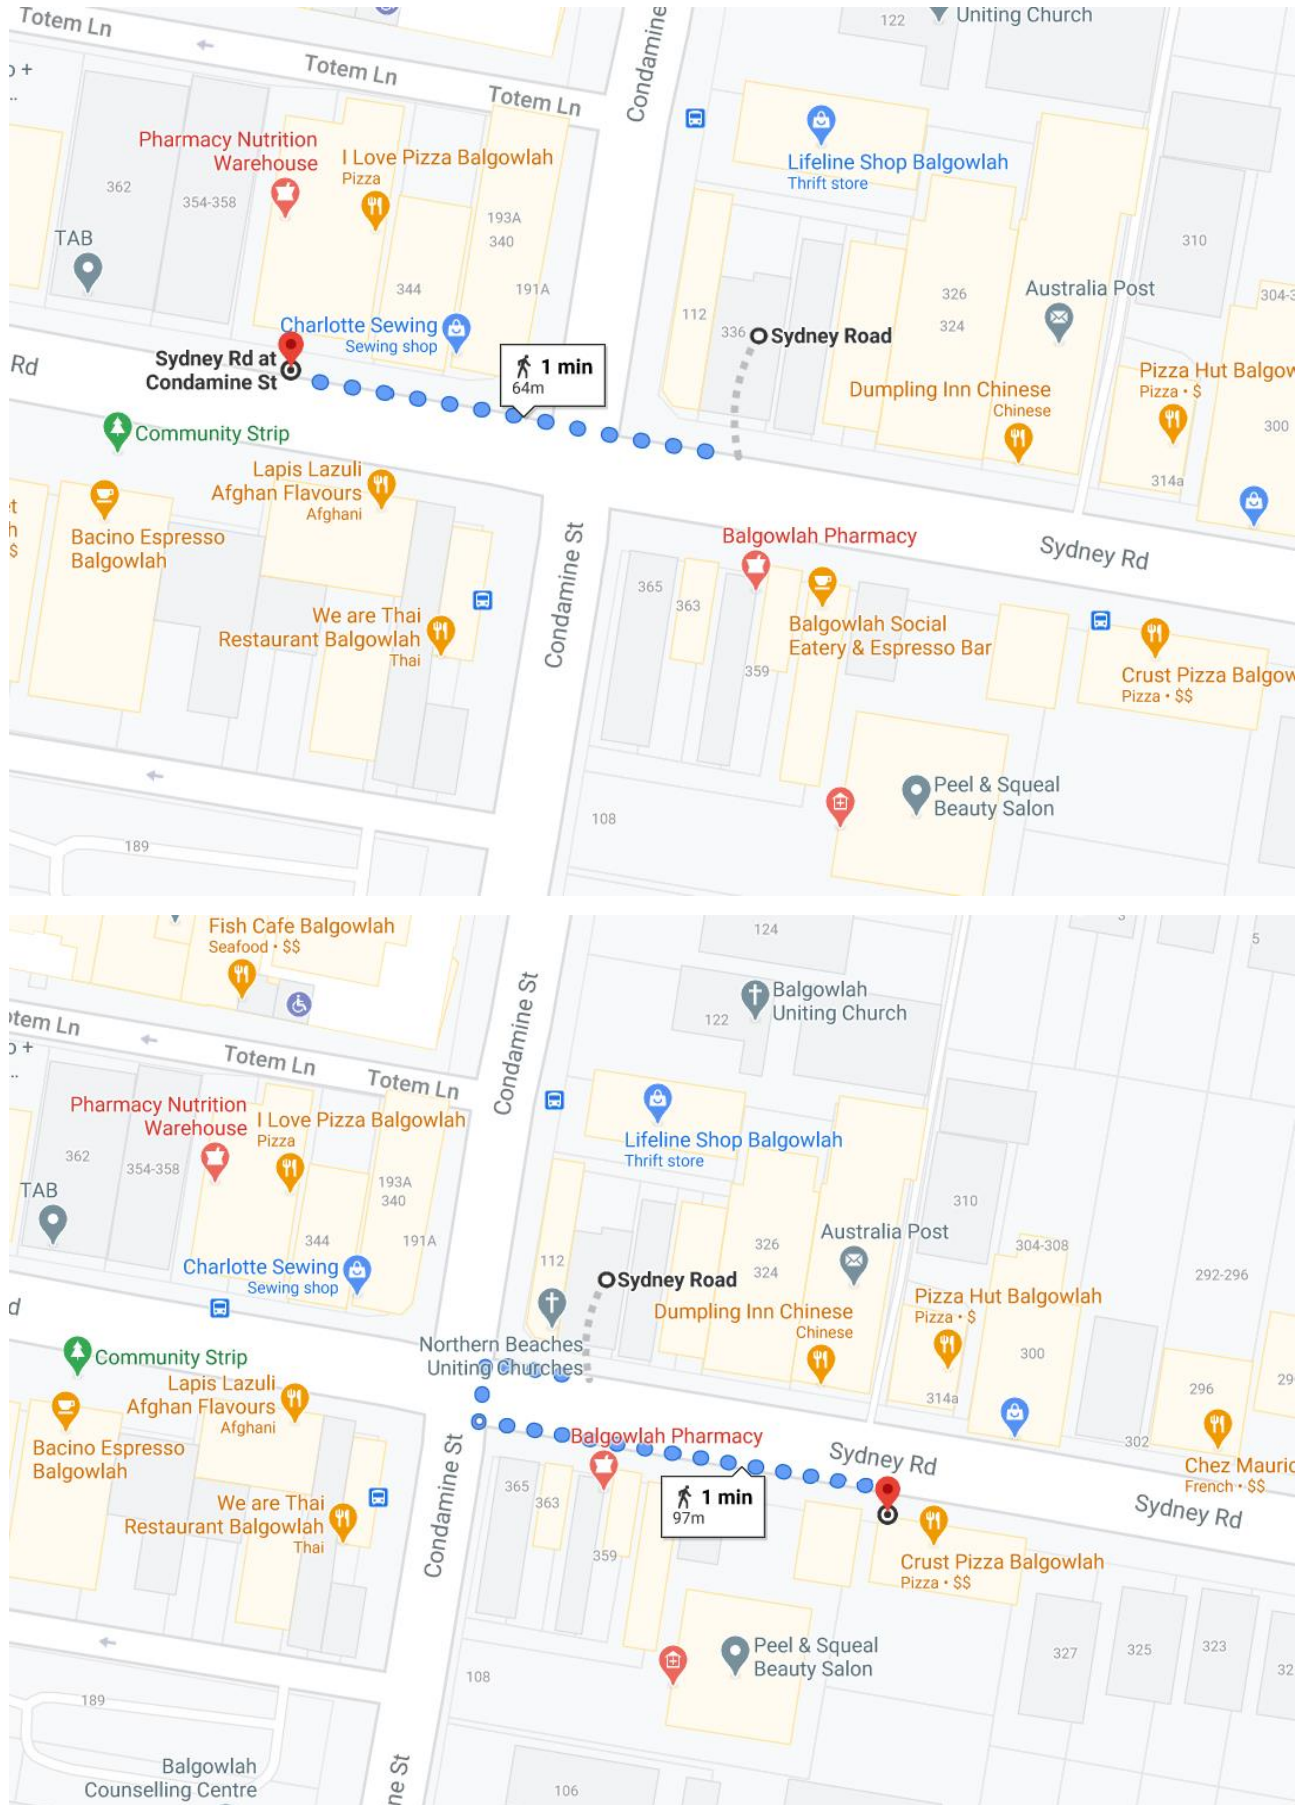 Totem Ln
Totem Ln
Totem Ln
Condamine
122
Uniting Church
Pharmacy Nutrition
Warehouse
I Love Pizza Balgowlah
Pizza
Lifeline Shop Balgowlah
Thrift store
362
354-358
193A
340
310
TAB
344
191A
112
336
Sydney Road
326
324
Australia Post
304-3
Charlotte Sewing
Sewing shop
Sydney Rd at
Condamine St
Rd
1 min
64m
Dumpling Inn Chinese
Chinese
Pizza Hut Balgow
Pizza • $
300
314a
Community Strip
Lapis Lazuli
Afghan Flavours
Afghani
Bacino Espresso
Balgowlah
Condamine St
Balgowlah Pharmacy
Sydney Rd
365
363
359
We are Thai
Restaurant Balgowlah
Thai
Balgowlah Social
Eatery & Espresso Bar
Crust Pizza Balgow
Pizza • $$
Peel & Squeal
Beauty Salon
108
189
Fish Cafe Balgowlah
Seafood • $$
Condamine St
124
Balgowlah
Uniting Church
122
3
5
otem Ln
Totem Ln
Totem Ln
Pharmacy Nutrition
Warehouse
I Love Pizza Balgowlah
Pizza
Lifeline Shop Balgowlah
Thrift store
362
354-358
193A
340
310
TAB
344
191A
112
Sydney Road
326
324
Australia Post
304-308
292-296
Charlotte Sewing
Sewing shop
d
Northern Beaches
Uniting Churches
Dumpling Inn Chinese
Chinese
Pizza Hut Balgowlah
Pizza • $
300
314a
296
29
302
Community Strip
Lapis Lazuli
Afghan Flavours
Afghani
Bacino Espresso
Balgowlah
Condamine St
Balgowlah Pharmacy
Sydney Rd
Chez Mauric
French • $$
Sydney Rd
365
363
359
1 min
97m
We are Thai
Restaurant Balgowlah
Thai
Crust Pizza Balgowlah
Pizza • $$
Peel & Squeal
Beauty Salon
327
325
323
32
108
189
Balgowlah
Counselling Centre
ne St
106